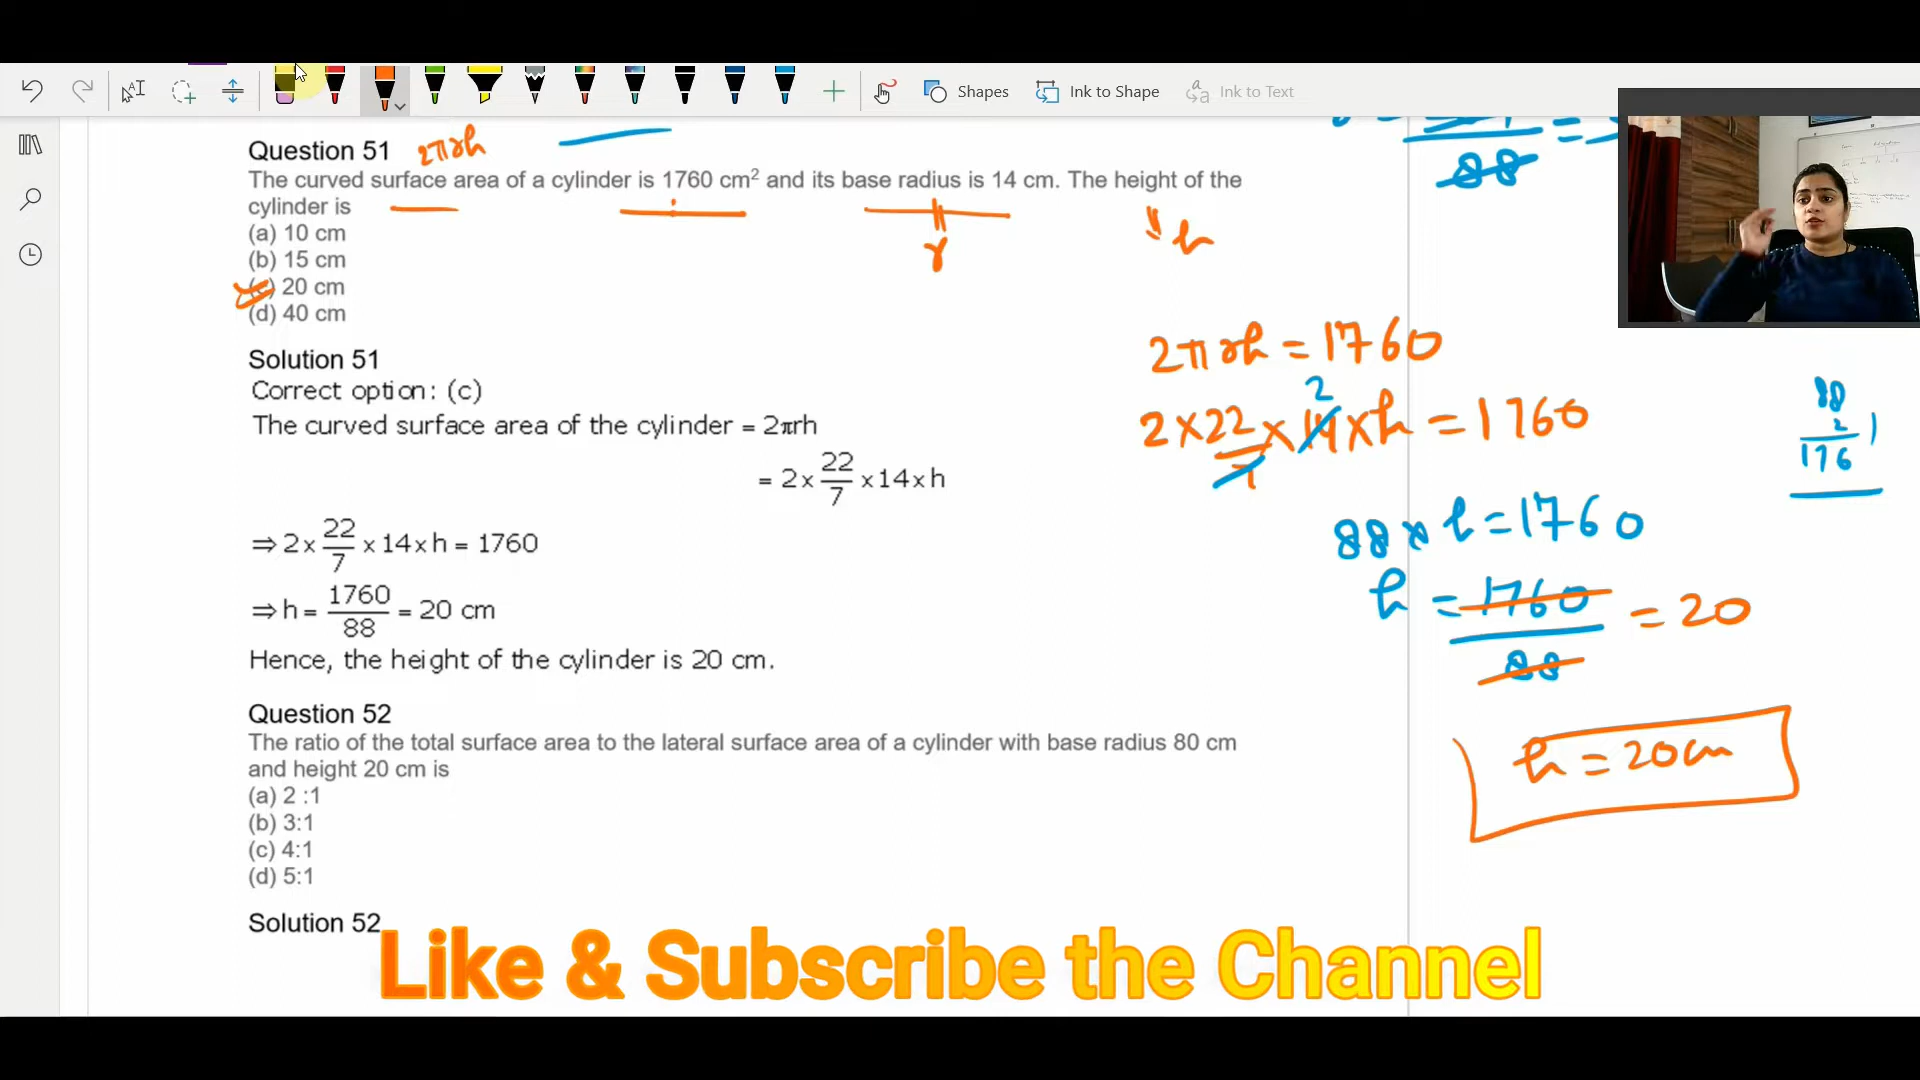 Shapes
Ink to Shape
Ink to Text
Question 51
2πrh
The curved surface area of a cylinder is 1760 cm² and its base radius is 14 cm. The height of the
cylinder is
(a) 10 cm
(b) 15 cm
20 cm
(d) 40 cm
r
h
88
Solution 51
Correct option: (c)
The curved surface area of the cylinder = 2πrh
= 2 × 22/7 × 14 × h
⇒ 2 × 22/7 × 14 × h = 1760
⇒ h = 1760/88 = 20 cm
Hence, the height of the cylinder is 20 cm.
2πrh = 1760
2
2 × 22/7 × 14 × h = 1760
88 × h = 1760
h = 1760/88 = 20
h = 20cm
88
2
176
Question 52
The ratio of the total surface area to the lateral surface area of a cylinder with base radius 80 cm
and height 20 cm is
(a) 2 :1
(b) 3:1
(c) 4:1
(d) 5:1
Solution 52
Like & Subscribe the Channel